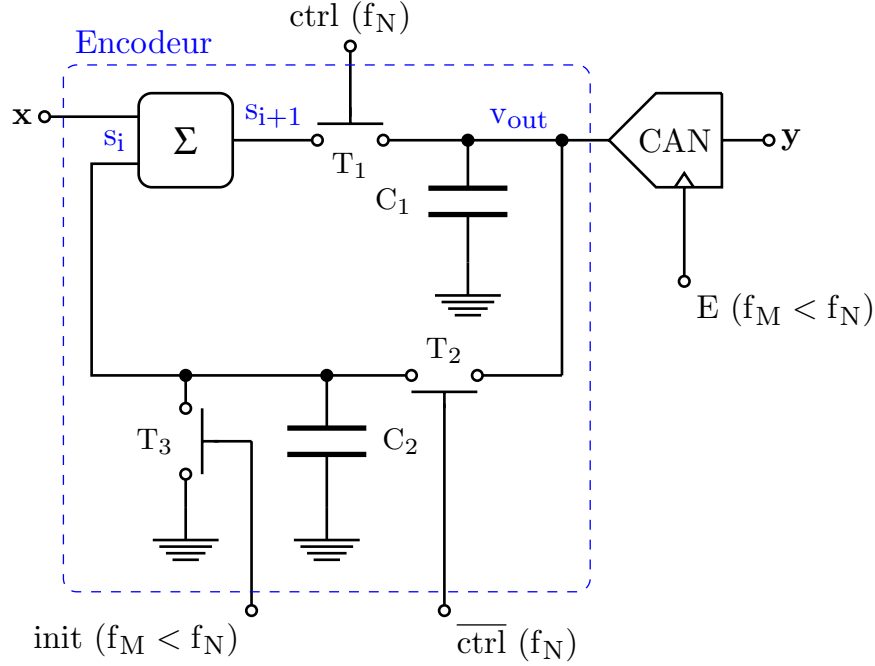 ctrl (f_N)
Encodeur
x
s_i
Σ
s_{i+1}
T_1
v_out
C_1
CAN
y
E (f_M < f_N)
T_2
T_3
C_2
init (f_M < f_N)
\overline{ctrl} (f_N)